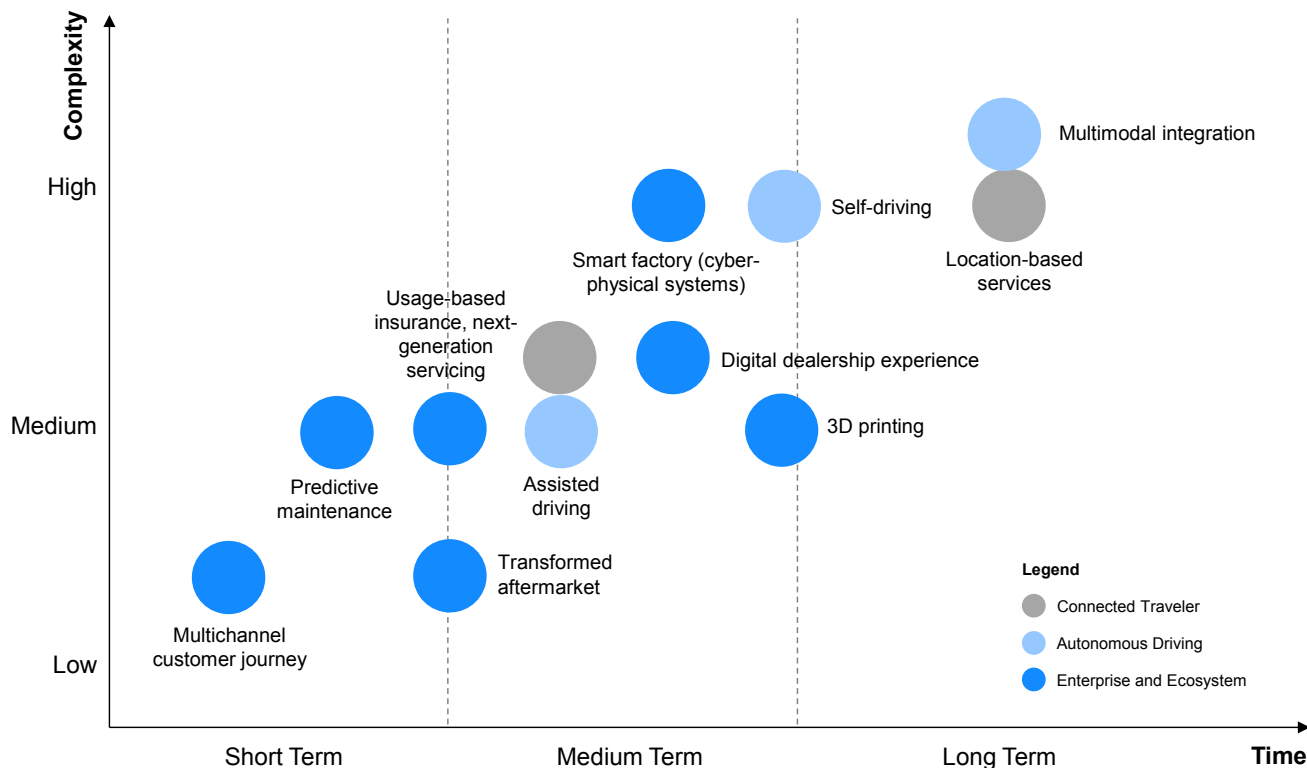 Complexity
High
Medium
Low
Multimodal integration
Self-driving
Location-based
services
Smart factory (cyber-
physical systems)
Usage-based
insurance, next-
generation
servicing
Digital dealership experience
3D printing
Predictive
maintenance
Assisted
driving
Transformed
aftermarket
Multichannel
customer journey
Legend
Connected Traveler
Autonomous Driving
Enterprise and Ecosystem
Short Term
Medium Term
Long Term
Time